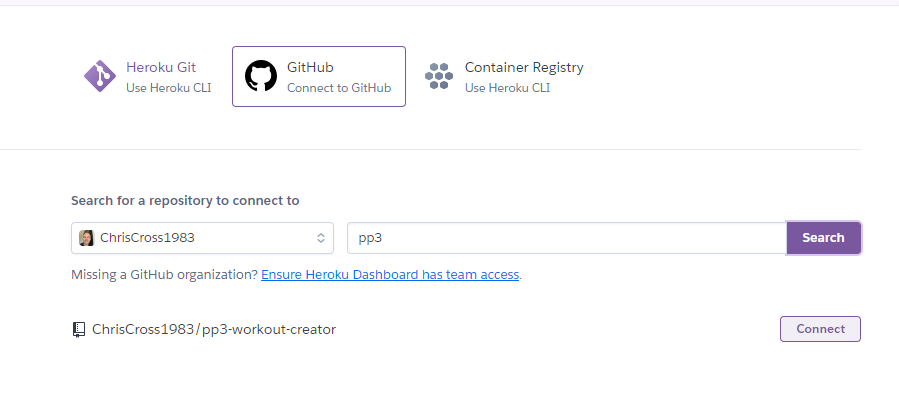 Heroku Git
Use Heroku CLI
GitHub
Connect to GitHub
Container Registry
Use Heroku CLI
Search for a repository to connect to
ChrisCross1983
pp3
Search
Missing a GitHub organization? Ensure Heroku Dashboard has team access.
ChrisCross1983/pp3-workout-creator
Connect